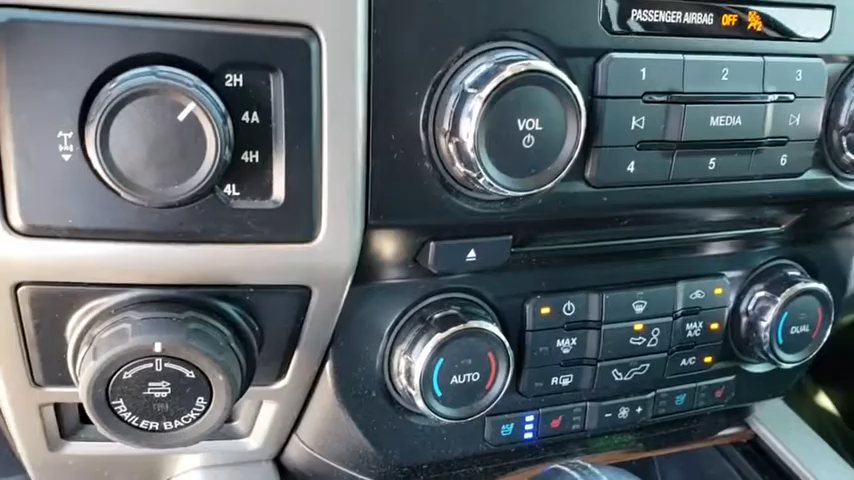 PASSENGER AIRBAG OFF
2H
4A
4H
4L
VOL
1 2 3
MEDIA
4 5 6
TRAILER BACKUP
AUTO
MAX
R
MAX
A/C
A/C
DUAL